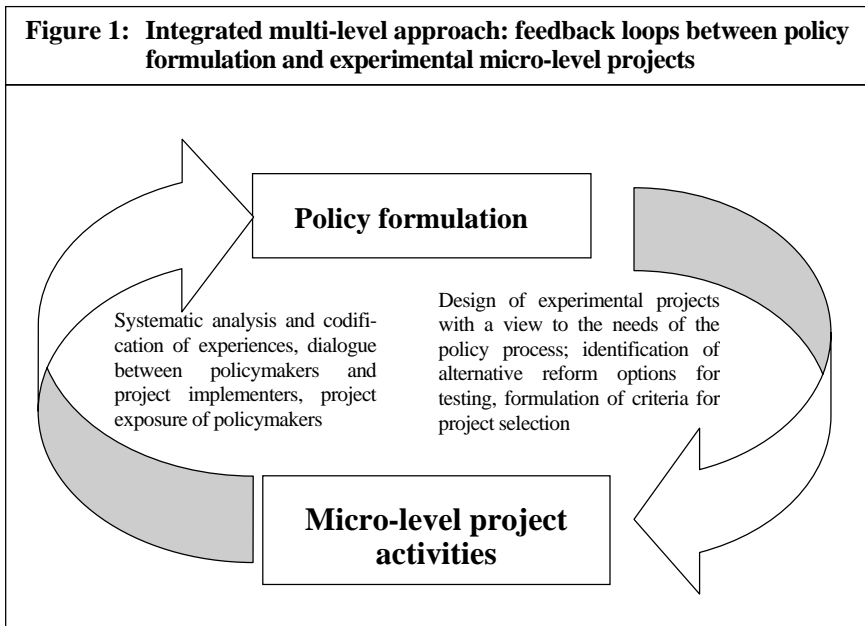 Figure 1: Integrated multi-level approach: feedback loops between policy
formulation and experimental micro-level projects
Policy formulation
Systematic analysis and codifi-
cation of experiences, dialogue
between policymakers and
project implementers, project
exposure of policymakers
Design of experimental projects
with a view to the needs of the
policy process; identification of
alternative reform options for
testing, formulation of criteria for
project selection
Micro-level project
activities